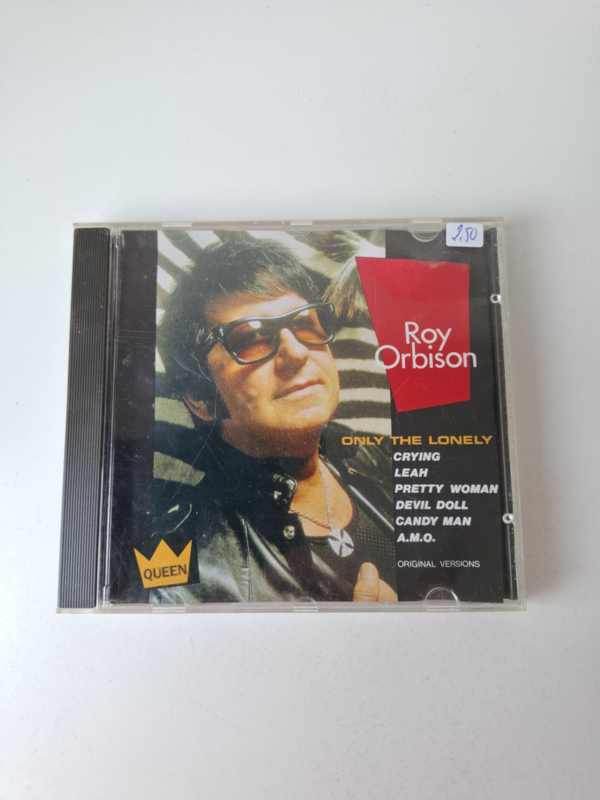 2,50
Roy
Orbison
ONLY THE LONELY
CRYING
LEAH
PRETTY WOMAN
DEVIL DOLL
CANDY MAN
A.M.O.
ORIGINAL VERSIONS
QUEEN